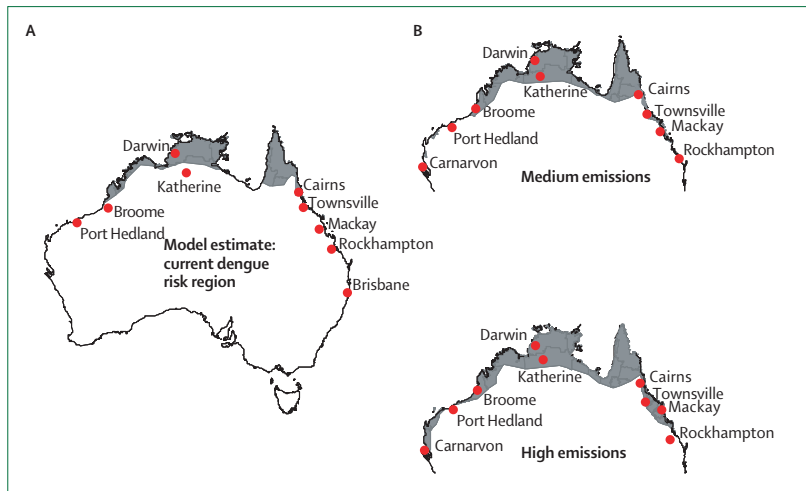 A
Darwin
Katherine
Cairns
Townsville
Broome
Mackay
Port Hedland
Model estimate:
current dengue
risk region
Rockhampton
Brisbane
B
Darwin
Katherine
Cairns
Broome
Townsville
Mackay
Port Hedland
Rockhampton
Carnarvon
Medium emissions
Darwin
Katherine
Cairns
Broome
Townsville
Mackay
Port Hedland
Rockhampton
Carnarvon
High emissions